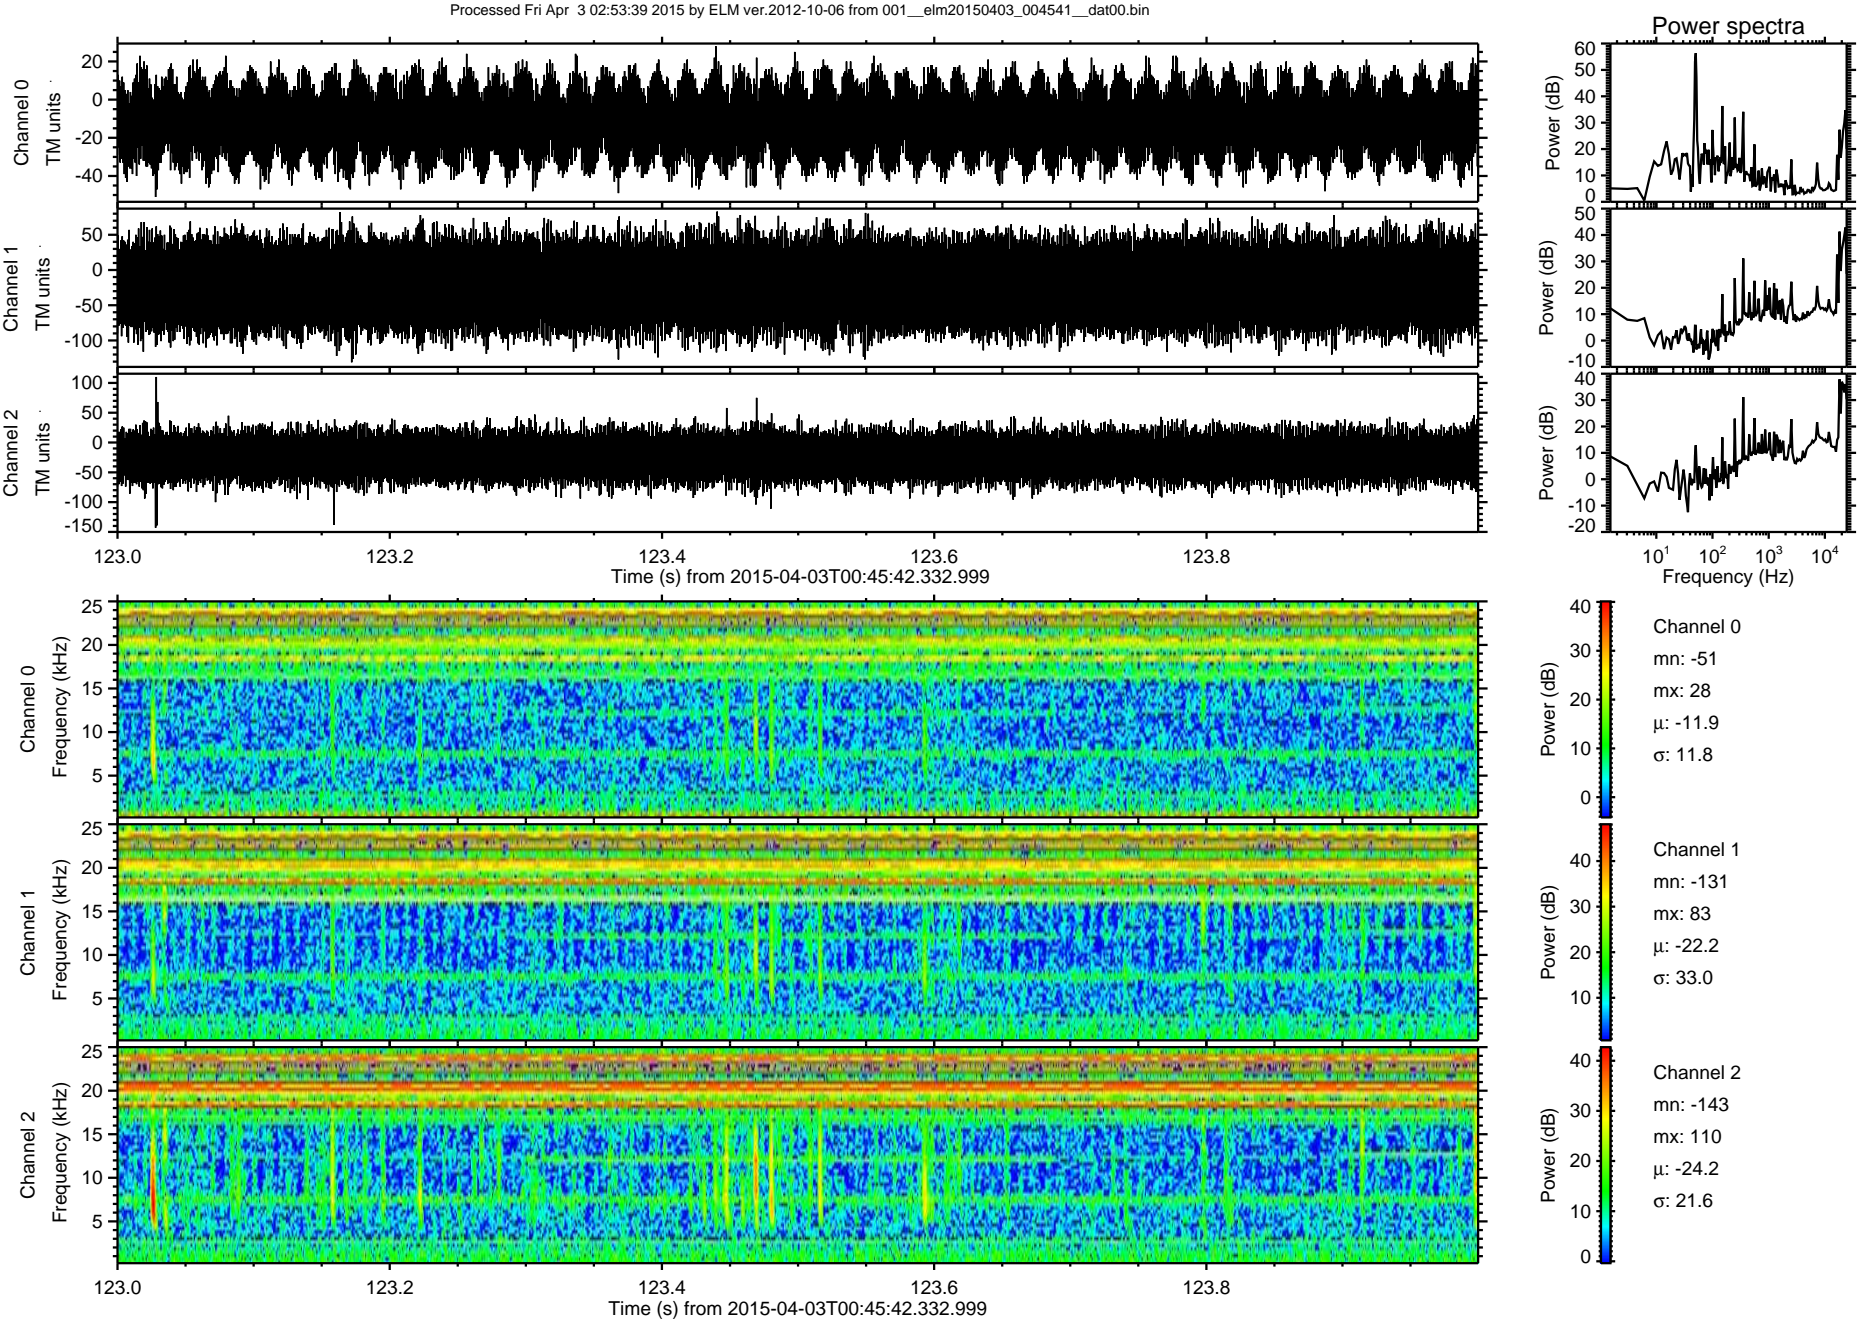 Processed Fri Apr  3 02:53:39 2015 by ELM ver.2012-10-06 from 001__elm20150403_004541__dat00.bin
Power spectra
Channel 0
TM units
20
0
-20
-40
Power (dB)
60
50
40
30
20
10
0
Channel 1
TM units
50
0
-50
-100
Power (dB)
50
40
30
20
10
0
-10
Channel 2
TM units
100
50
0
-50
-100
-150
Power (dB)
40
30
20
10
0
-10
-20
123.0 123.2 123.4 123.6 123.8
Time (s) from 2015-04-03T00:45:42.332.999
10¹ 10² 10³ 10⁴
Frequency (Hz)
Channel 0
Frequency (kHz)
25
20
15
10
5
Power (dB)
40
30
20
10
0
Channel 0
mn: -51
mx: 28
μ: -11.9
σ: 11.8
Channel 1
Frequency (kHz)
25
20
15
10
5
Power (dB)
40
30
20
10
Channel 1
mn: -131
mx: 83
μ: -22.2
σ: 33.0
Channel 2
Frequency (kHz)
25
20
15
10
5
Power (dB)
40
30
20
10
0
Channel 2
mn: -143
mx: 110
μ: -24.2
σ: 21.6
123.0 123.2 123.4 123.6 123.8
Time (s) from 2015-04-03T00:45:42.332.999